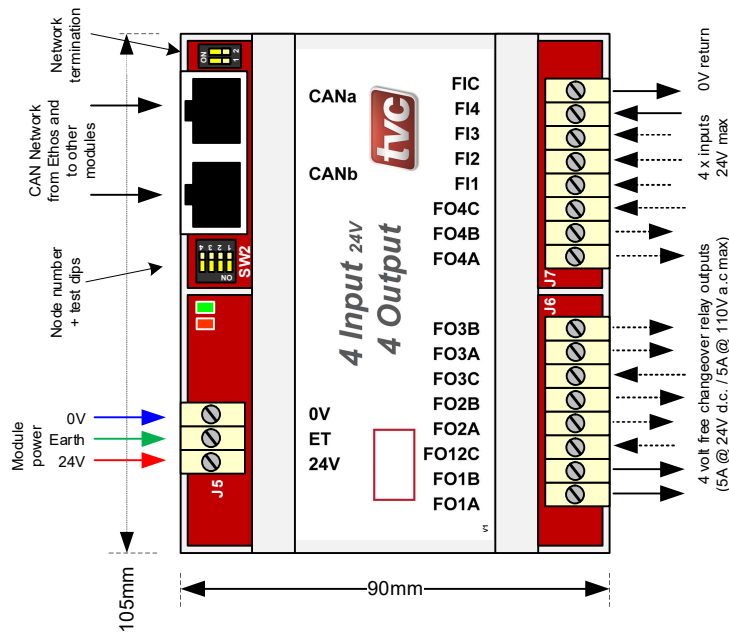 Network
termination
CAN Network
from Ethos and
to other
modules
Node number
+ test dips
Module
power
0V
Earth
24V
105mm
90mm
ON
1 2
1 2 3 4
ON
SW2
J5
CANa
CANb
tvc
4 Input 24V
4 Output
0V
ET
24V
FIC
FI4
FI3
FI2
FI1
FO4C
FO4B
FO4A
FO3B
FO3A
FO3C
FO2B
FO2A
FO12C
FO1B
FO1A
J7
J6
0V return
4 x inputs
24V max
4 volt free changeover relay outputs
(5A @ 24V d.c. / 5A @ 110V a.c max)